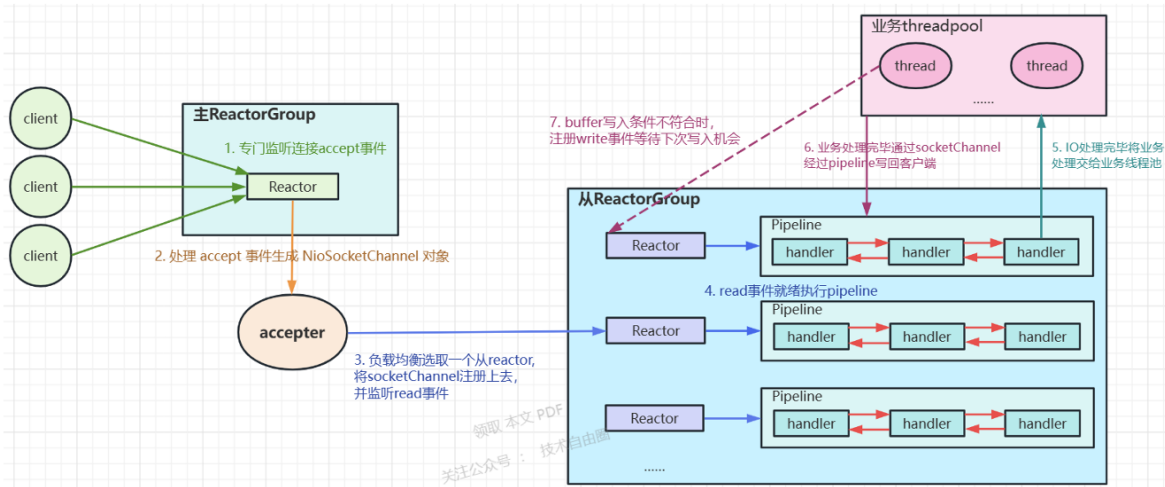 业务threadpool
thread
thread
......
client
client
client
主ReactorGroup
1. 专门监听连接accept事件
Reactor
2. 处理 accept 事件生成 NioSocketChannel 对象
accepter
3. 负载均衡选取一个从reactor,
将socketChannel注册上去,
并监听read事件
7. buffer写入条件不符合时,
注册write事件等待下次写入机会
6. 业务处理完毕通过socketChannel
经过pipeline写回客户端
5. IO处理完毕将业务
处理交给业务线程池
从ReactorGroup
Reactor
Pipeline
handler
handler
handler
4. read事件就绪执行pipeline
Reactor
Pipeline
handler
handler
handler
Reactor
Pipeline
handler
handler
handler
......
领取 本文 PDF
关注公众号 ： 技术自由圈